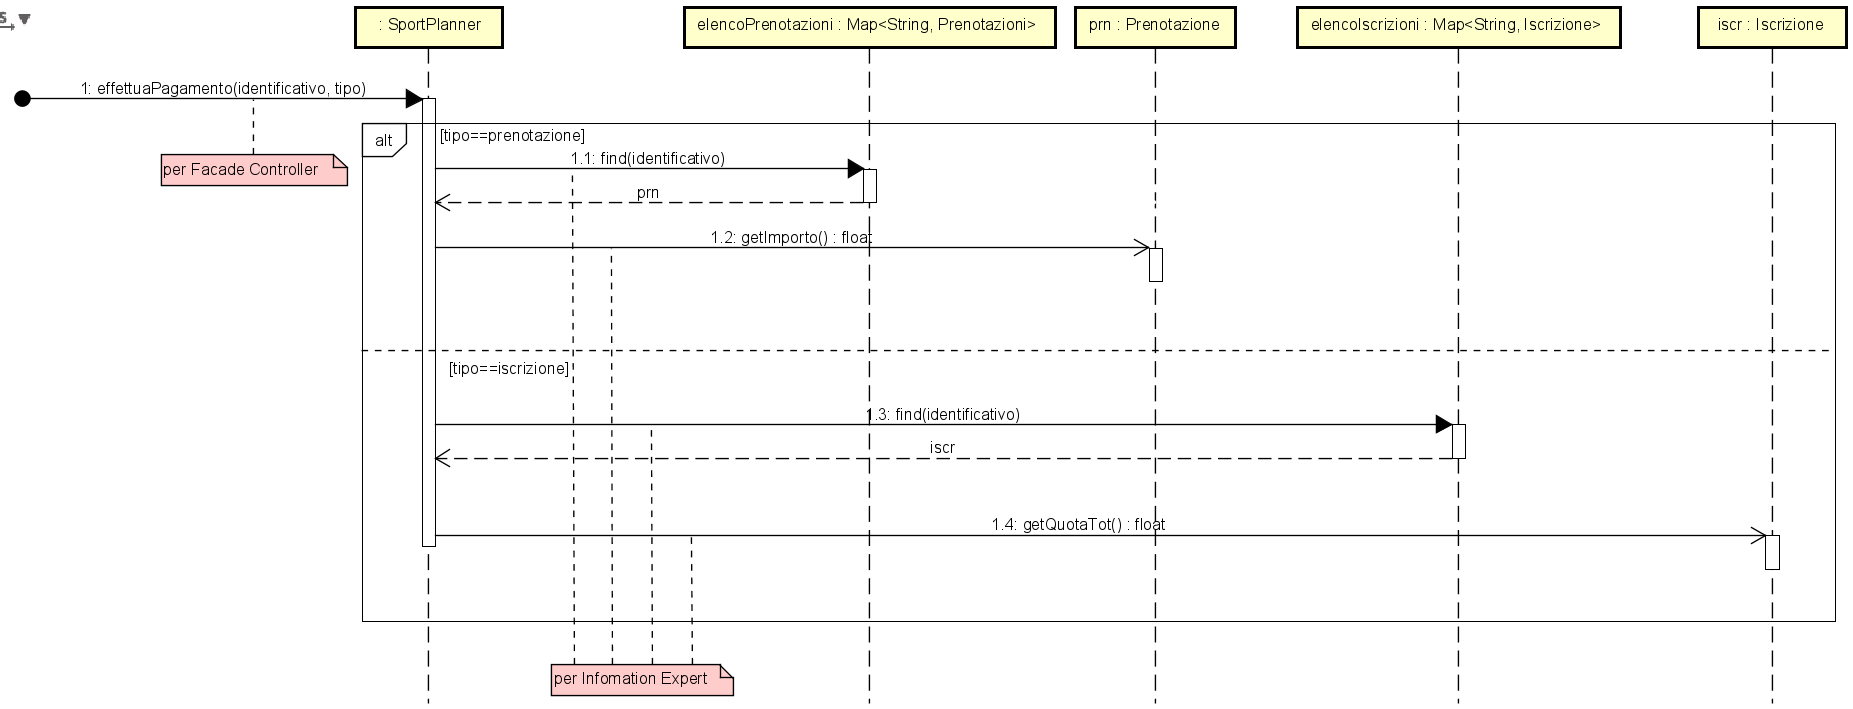 : SportPlanner
elencoPrenotazioni : Map<String, Prenotazioni>
prn : Prenotazione
elencoIscrizioni : Map<String, Iscrizione>
iscr : Iscrizione
1: effettuaPagamento(identificativo, tipo)
alt
[tipo==prenotazione]
1.1: find(identificativo)
per Facade Controller
prn
1.2: getImporto() : float
[tipo==iscrizione]
1.3: find(identificativo)
iscr
1.4: getQuotaTot() : float
per Infomation Expert